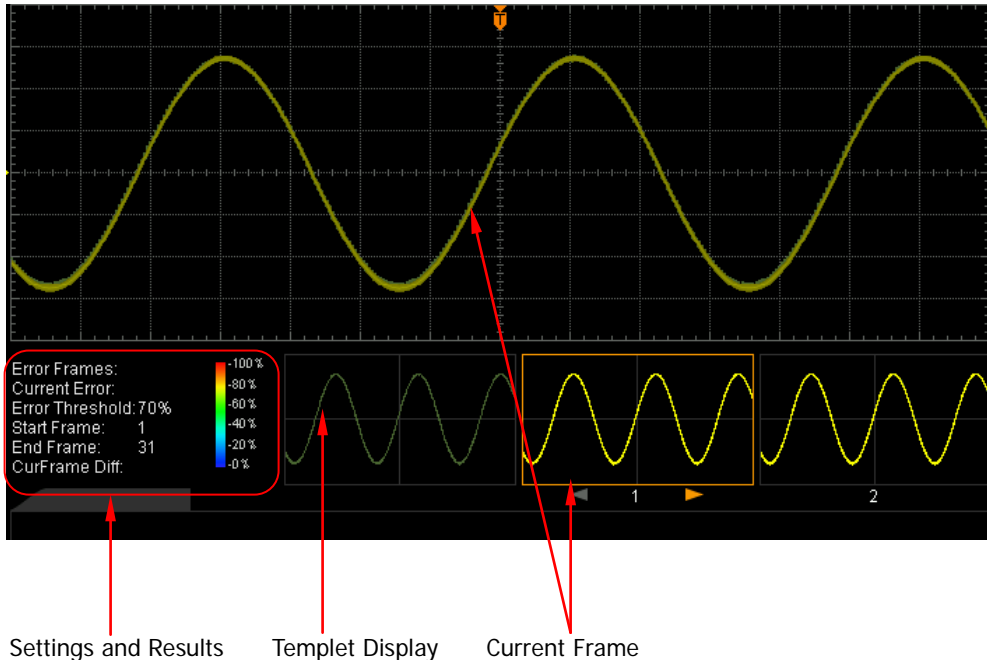 T
Error Frames:
Current Error:
Error Threshold:70%
Start Frame: 1
End Frame: 31
CurFrame Diff:
-100%
-80%
-60%
-40%
-20%
-0%
1
2
Settings and Results
Templet Display
Current Frame